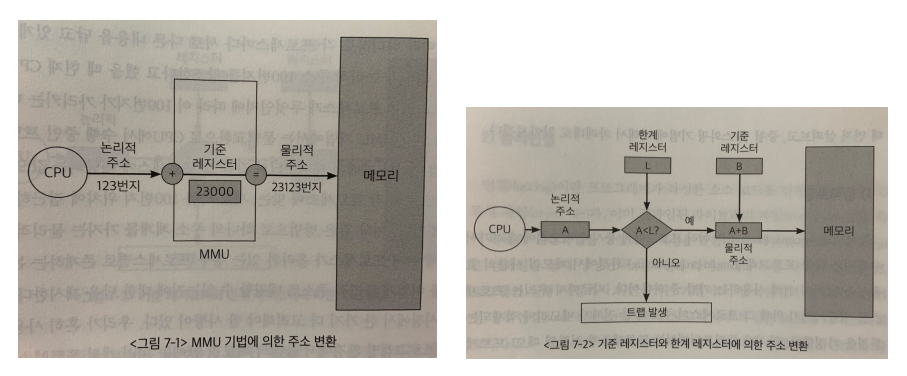 CPU
논리적
주소
123번지
+
기준
레지스터
23000
=
물리적
주소
23123번지
메모리
MMU
<그림 7-1> MMU 기법에 의한 주소 변환
한계
레지스터
L
기준
레지스터
B
CPU
논리적
주소
A
A<L?
예
A+B
물리적
주소
메모리
아니오
트랩 발생
<그림 7-2> 기준 레지스터와 한계 레지스터에 의한 주소 변환